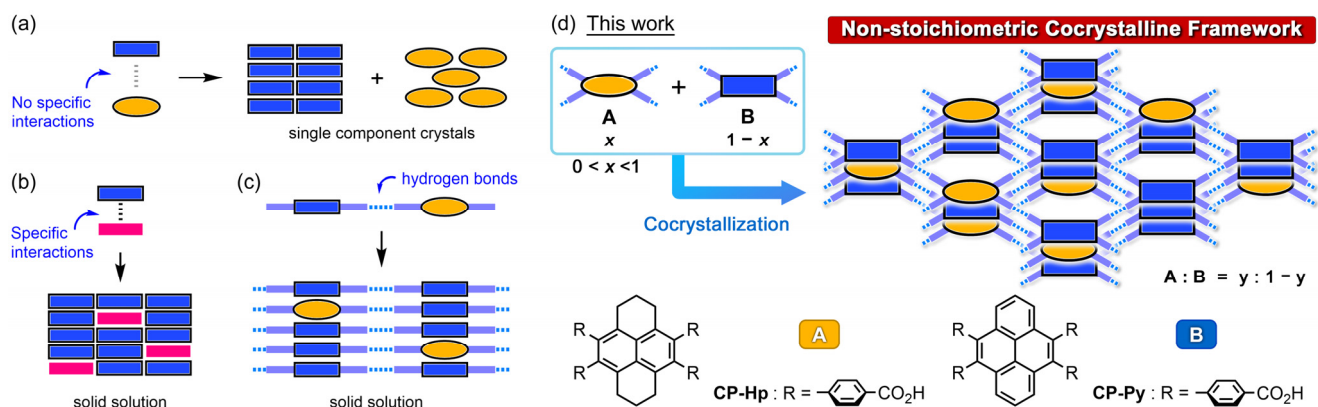 (a)
No specific
interactions
+
single component crystals
(b)
Specific
interactions
solid solution
(c)
hydrogen bonds
solid solution
(d) This work
A
x
0 < x <1
+
B
1 − x
Cocrystallization
Non-stoichiometric Cocrystalline Framework
A : B = y : 1 − y
R
R
R
R
A
CP-Hp : R =
CO₂H
R
R
R
R
B
CP-Py : R =
CO₂H